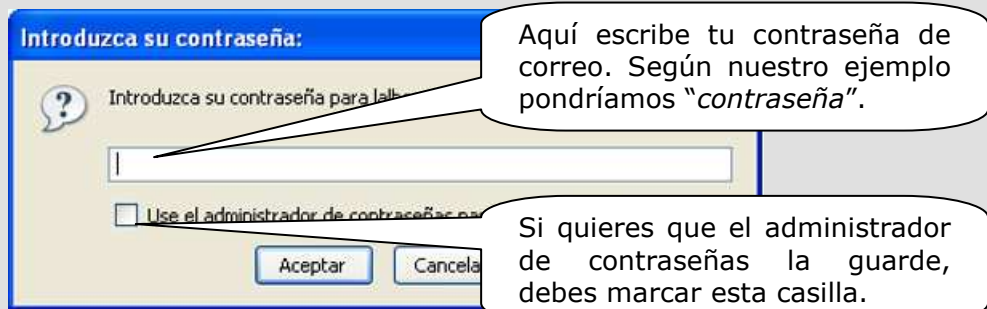 Introduzca su contraseña:
Aquí escribe tu contraseña de
correo. Según nuestro ejemplo
pondríamos “contraseña”.
Introduzca su contraseña para
Use el administrador de contraseñas
Si quieres que el administrador
de contraseñas la guarde,
debes marcar esta casilla.
Aceptar